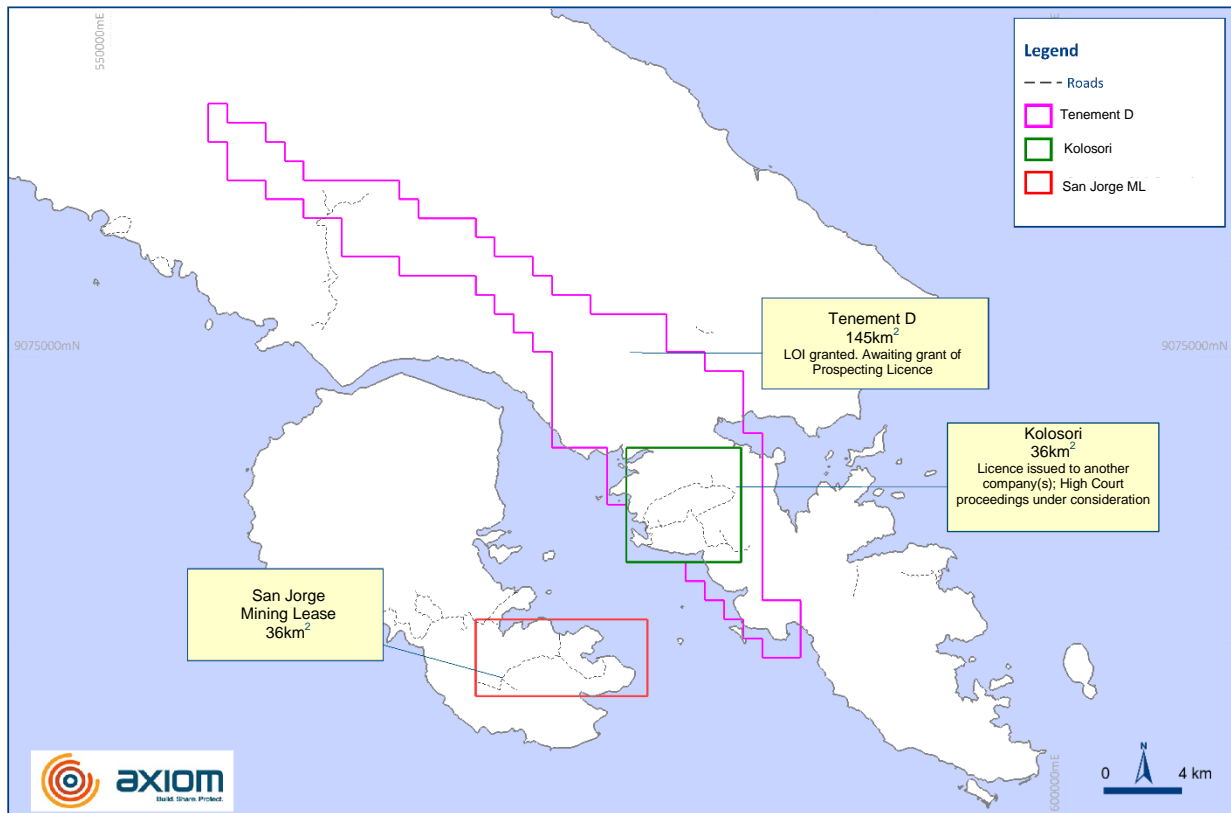 550000mE
600000mE
Legend
Roads
Tenement D
Kolosori
San Jorge ML
Tenement D
145km²
LOI granted. Awaiting grant of
Prospecting Licence
9075000mN
9075000mN
Kolosori
36km²
Licence issued to another
company(s); High Court
proceedings under consideration
San Jorge
Mining Lease
36km²
axiom
Build. Share. Protect.
600000mE
N
0 4 km